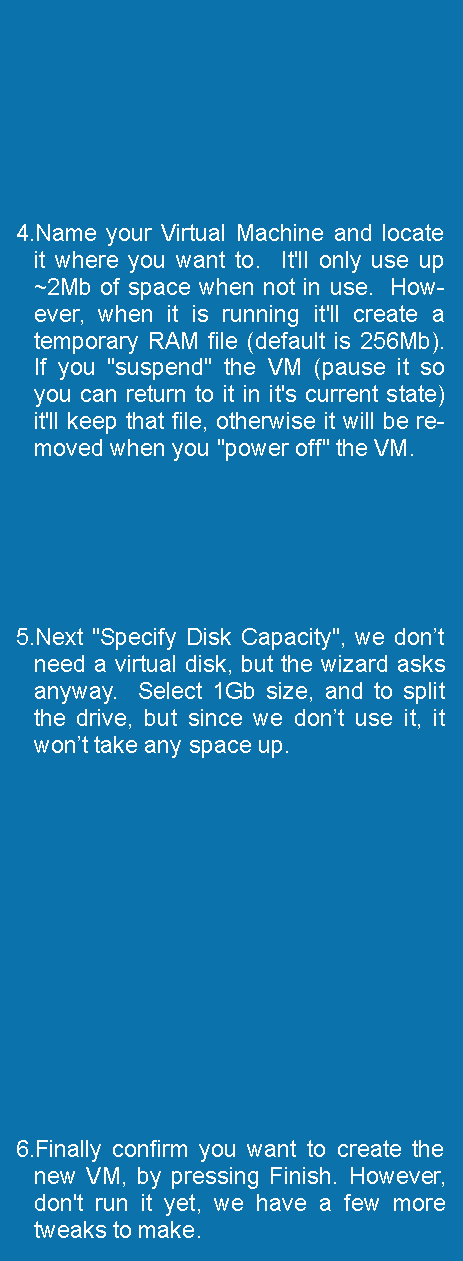 4.Name your Virtual Machine and locate
it where you want to.  It'll only use up
~2Mb of space when not in use.  How-
ever, when it is running it'll create a
temporary RAM file (default is 256Mb).
If you "suspend" the VM (pause it so
you can return to it in it's current state)
it'll keep that file, otherwise it will be re-
moved when you "power off" the VM.
5.Next "Specify Disk Capacity", we don’t
need a virtual disk, but the wizard asks
anyway.  Select 1Gb size, and to split
the drive, but since we don’t use it, it
won’t take any space up.
6.Finally confirm you want to create the
new VM, by pressing Finish. However,
don't run it yet, we have a few more
tweaks to make.